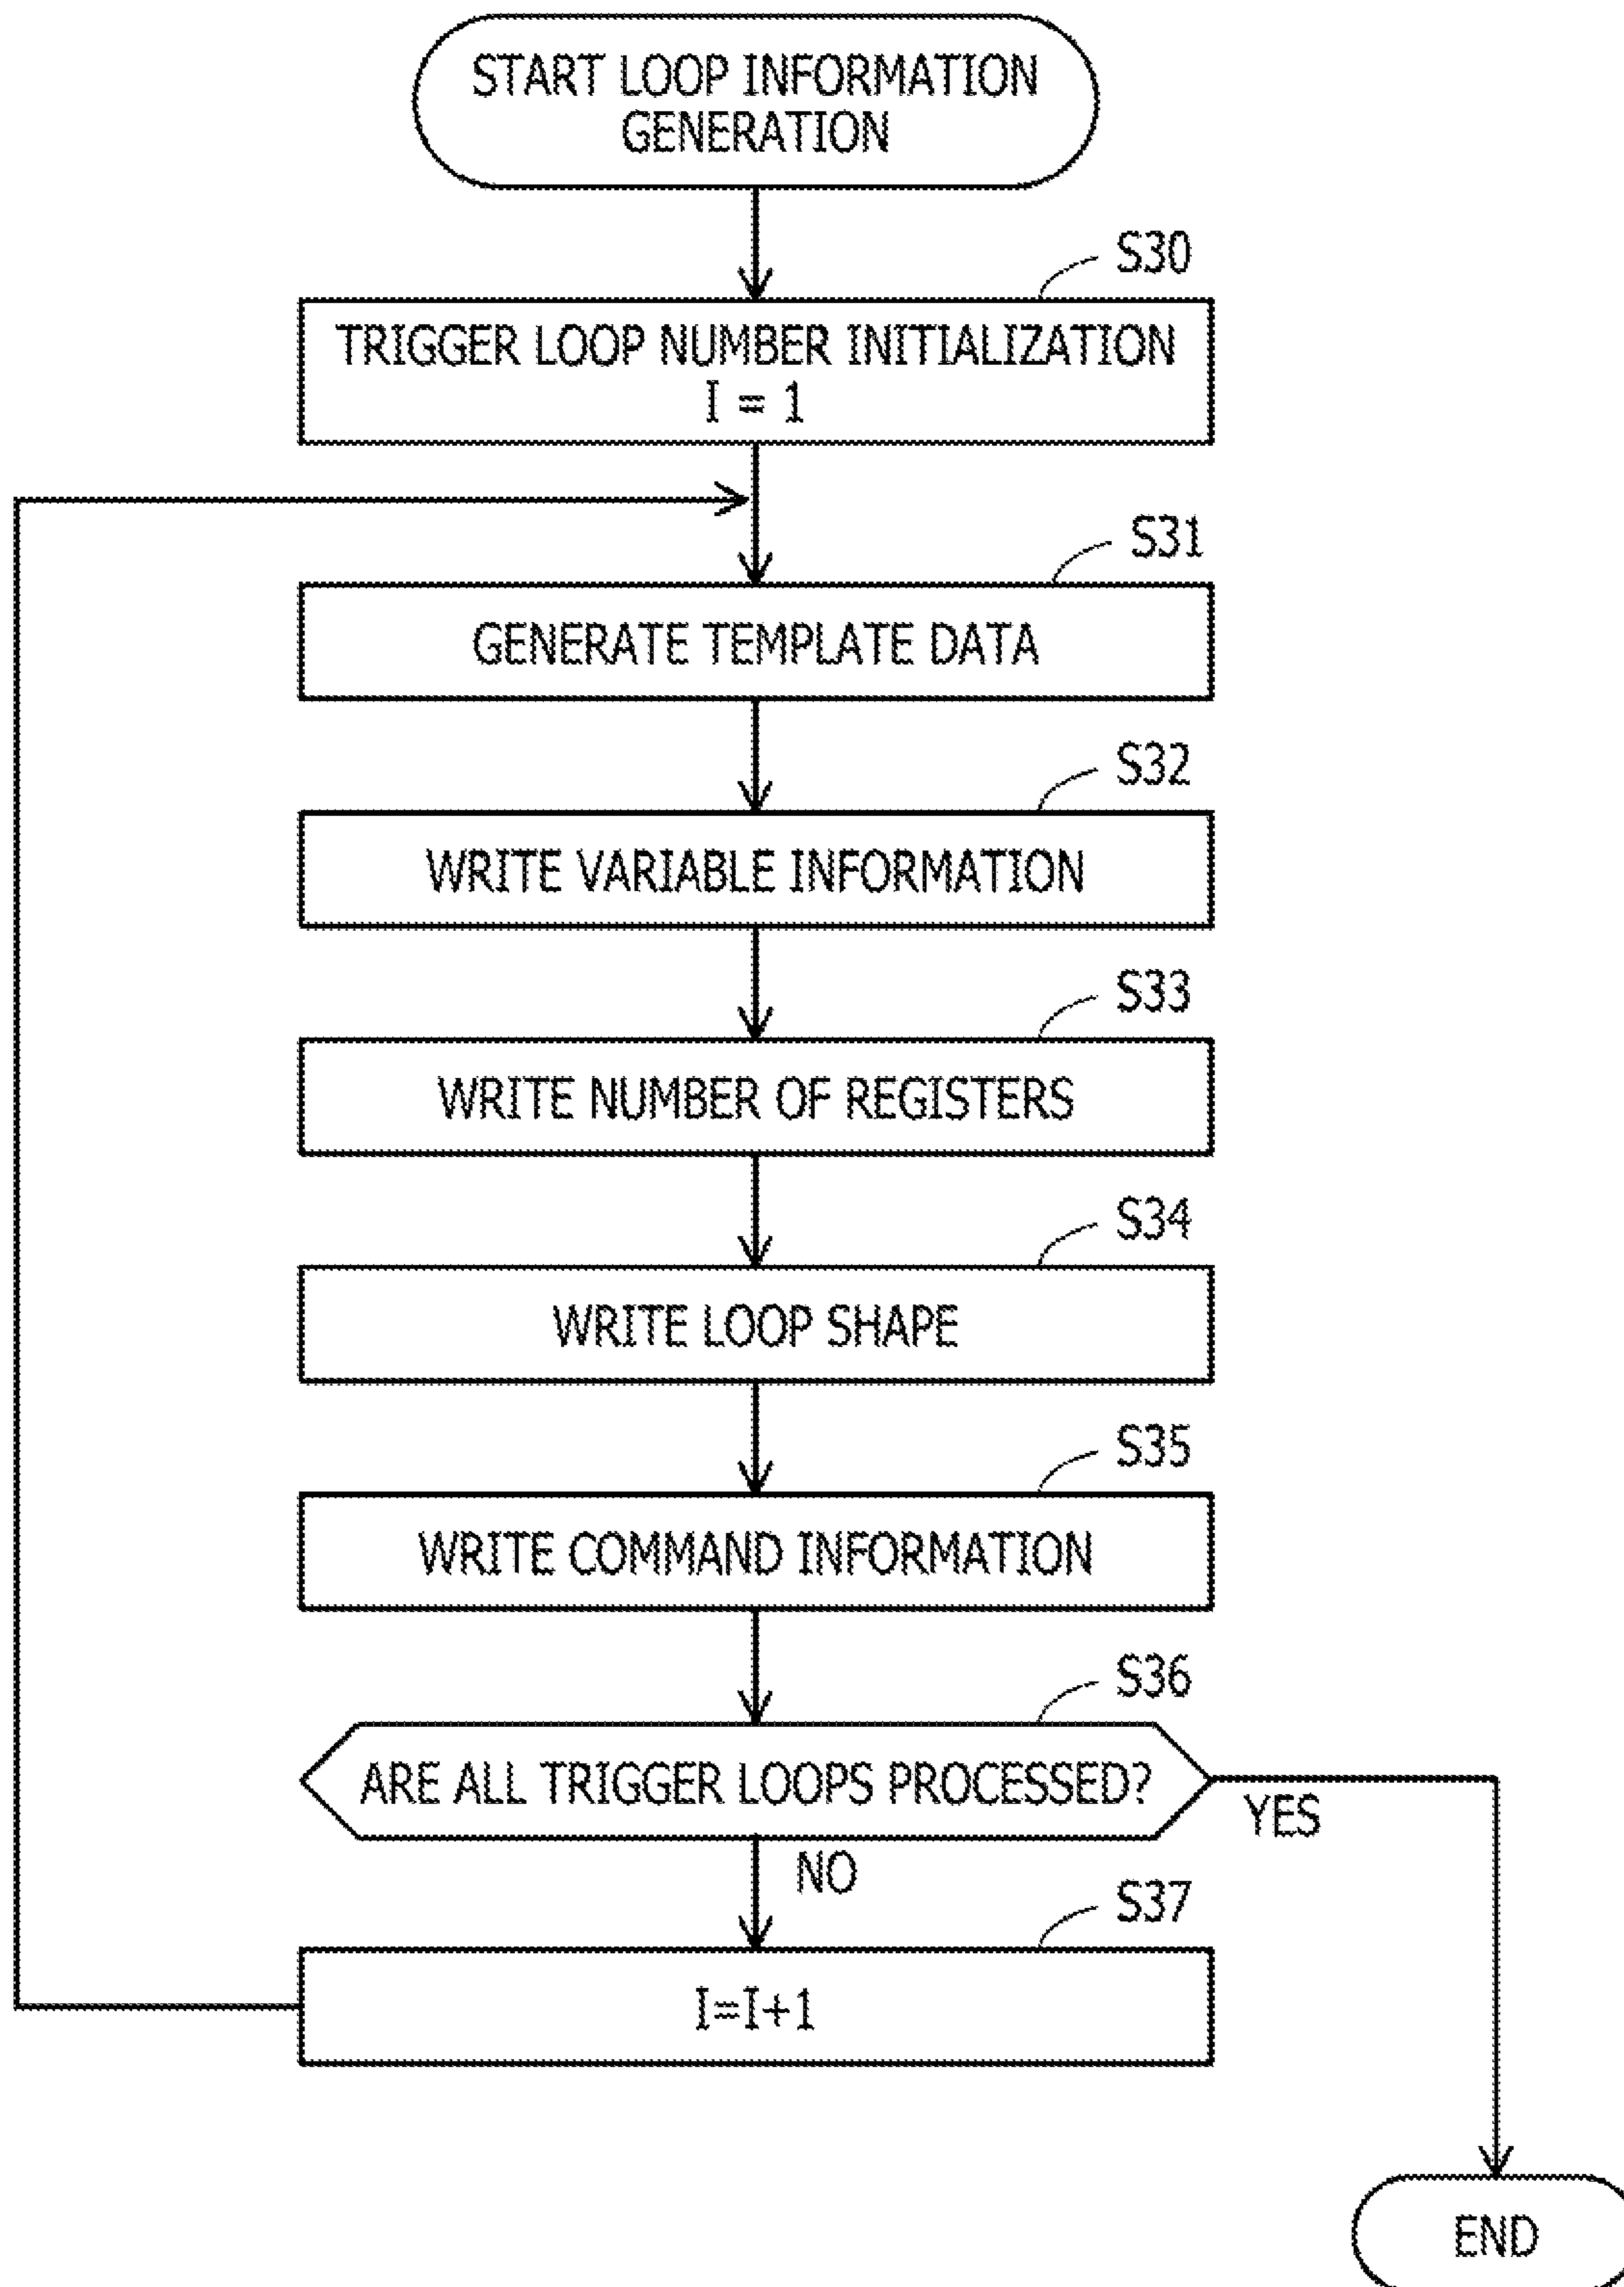 START LOOP INFORMATION
GENERATION
S30
TRIGGER LOOP NUMBER INITIALIZATION
I = 1
S31
GENERATE TEMPLATE DATA
S32
WRITE VARIABLE INFORMATION
S33
WRITE NUMBER OF REGISTERS
S34
WRITE LOOP SHAPE
S35
WRITE COMMAND INFORMATION
S36
ARE ALL TRIGGER LOOPS PROCESSED?
YES
NO
S37
I=I+1
END